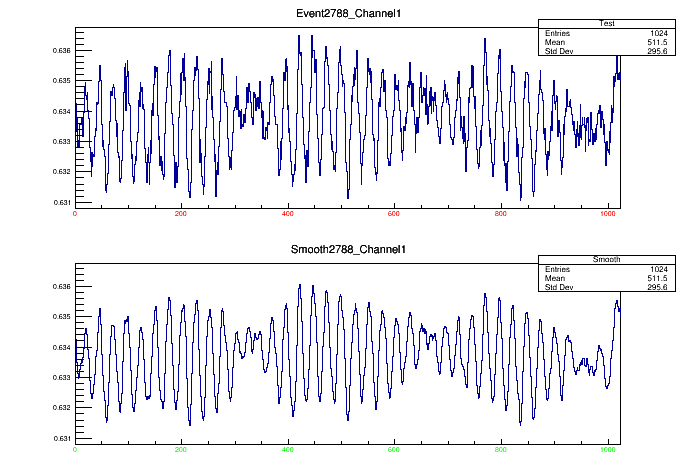 Event2788_Channel1
Test
Entries 1024
Mean 511.5
Std Dev 295.6
0.636
0.635
0.634
0.633
0.632
0.631
0 200 400 600 800 1000
Smooth2788_Channel1
Smooth
Entries 1024
Mean 511.5
Std Dev 295.6
0.636
0.635
0.634
0.633
0.632
0.631
0 200 400 600 800 1000